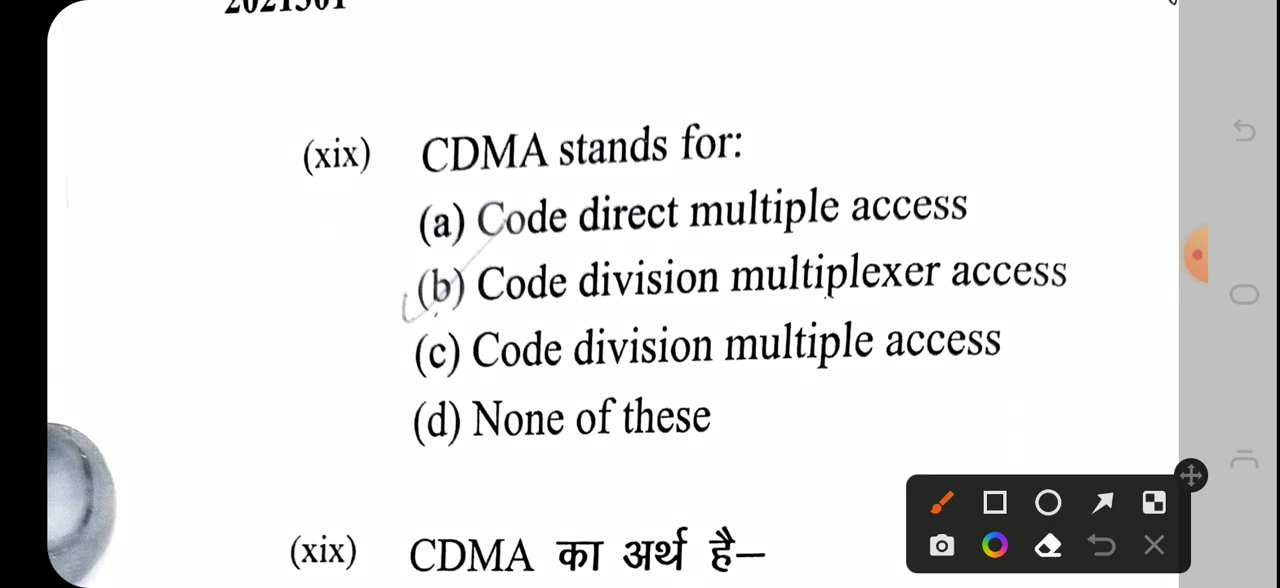 (xix) CDMA stands for:
(a) Code direct multiple access
(b) Code division multiplexer access
(c) Code division multiple access
(d) None of these
(xix) CDMA का अर्थ है–